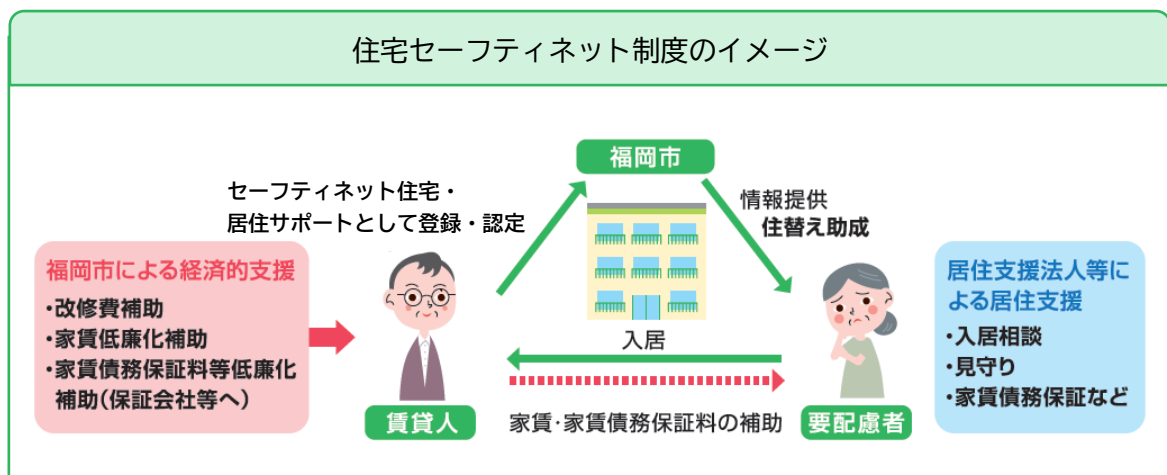 住宅セーフティネット制度のイメージ
福岡市
セーフティネット住宅・
居住サポートとして登録・認定
情報提供
住替え助成
福岡市による経済的支援
・改修費補助
・家賃低廉化補助
・家賃債務保証料等低廉化
補助(保証会社等へ)
入居
居住支援法人等に
よる居住支援
・入居相談
・見守り
・家賃債務保証など
賃貸人
家賃・家賃債務保証料の補助
要配慮者